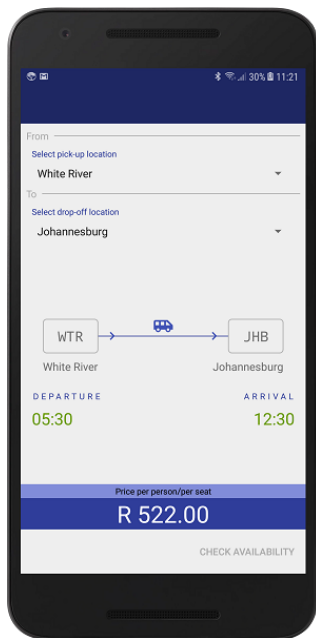 30% 11:21
From
Select pick-up location
White River
To
Select drop-off location
Johannesburg
WTR JHB
White River Johannesburg
DEPARTURE ARRIVAL
05:30 12:30
Price per person/per seat
R 522.00
CHECK AVAILABILITY